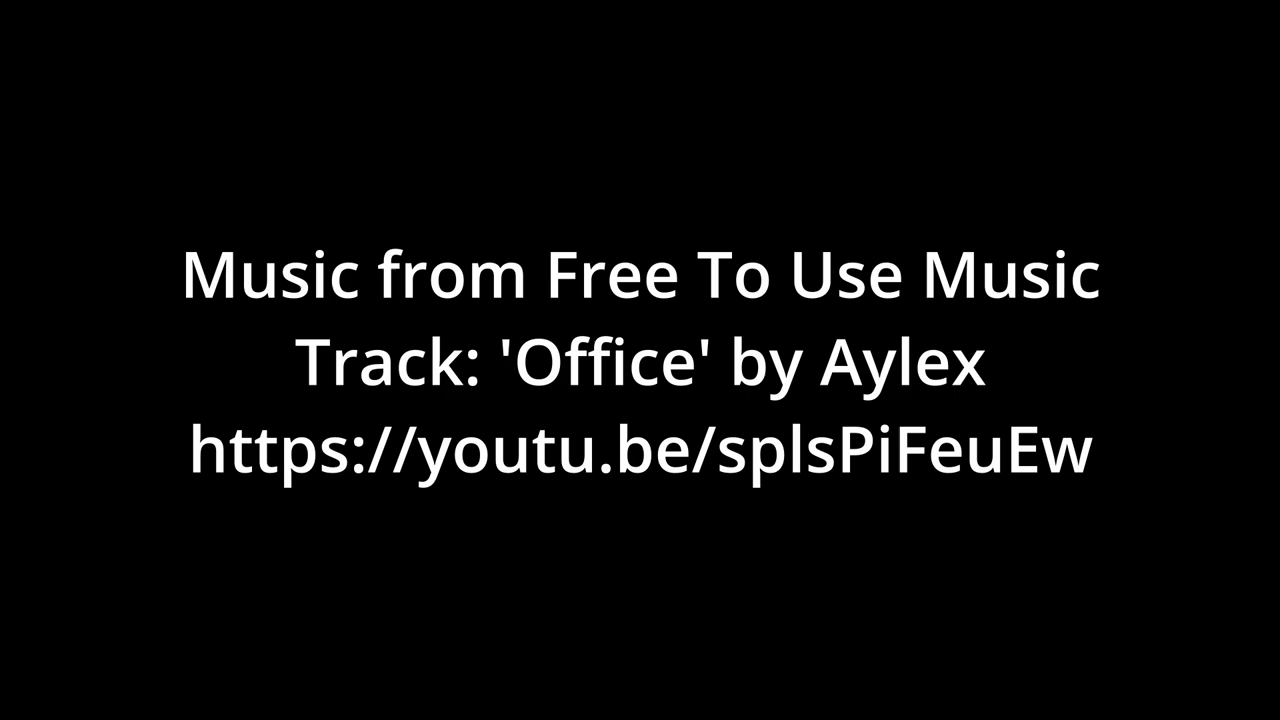 Music from Free To Use Music
Track: 'Office' by Aylex
https://youtu.be/splsPiFeuEw